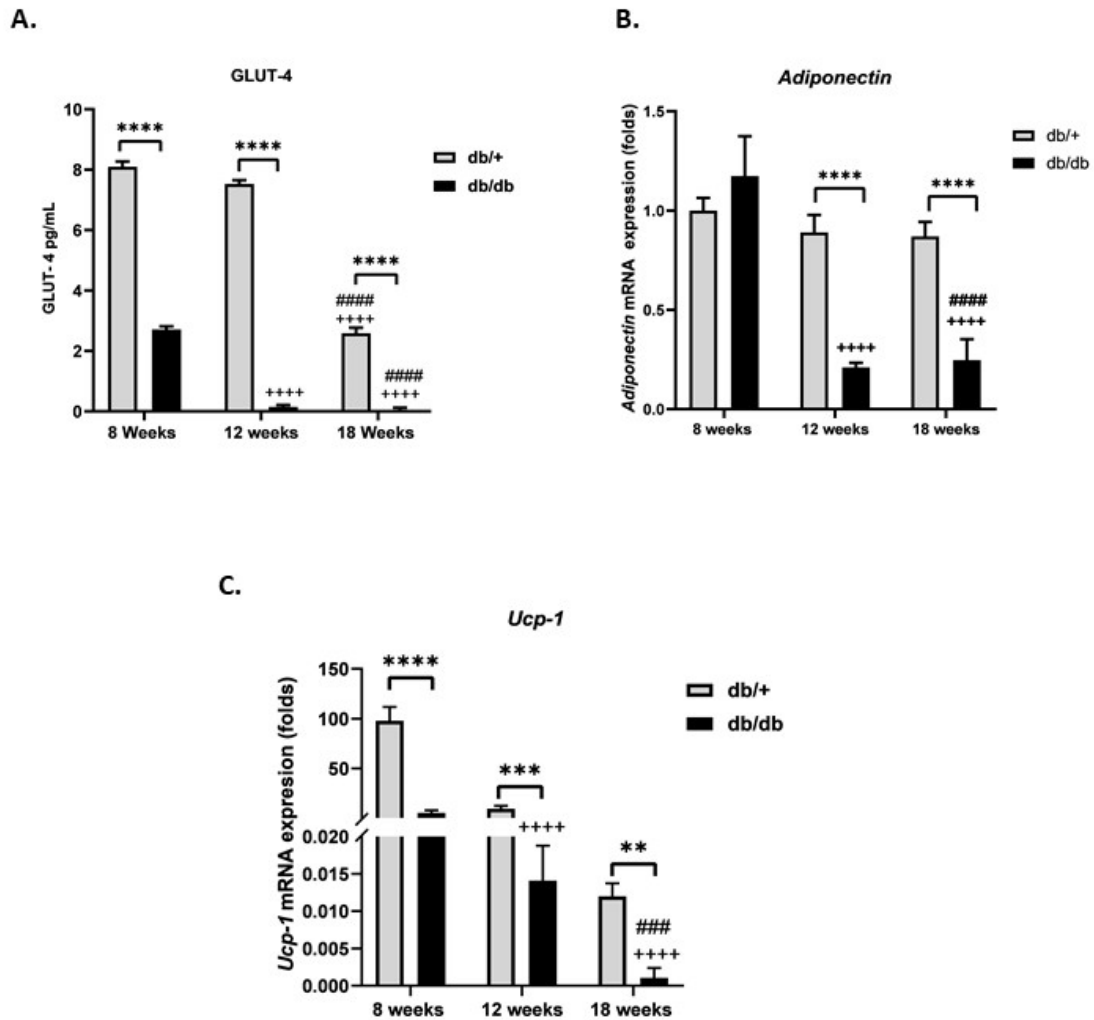 A.
GLUT-4
GLUT- 4 pg/mL
10
8
6
4
2
0
****
****
****
####
++++
++++
####
++++
8 Weeks
12 weeks
18 Weeks
db/+
db/db
B.
Adiponectin
Adiponectin mRNA expression (folds)
1.5
1.0
0.5
0.0
****
****
++++
####
++++
8 weeks
12 weeks
18 weeks
db/+
db/db
C.
Ucp-1
Ucp-1 mRNA expresion (folds)
150
100
50
0.020
0.015
0.010
0.005
0.000
****
***
++++
**
###
++++
8 weeks
12 weeks
18 weeks
db/+
db/db